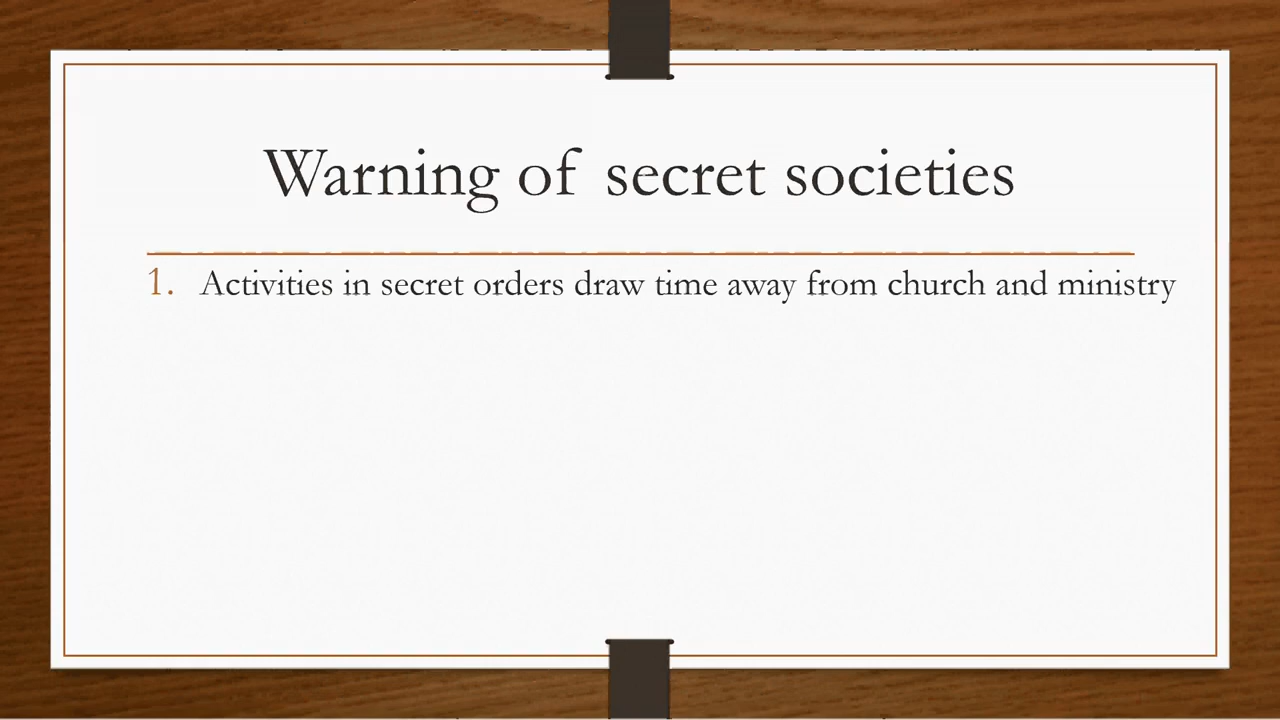 Warning of secret societies
1. Activities in secret orders draw time away from church and ministry